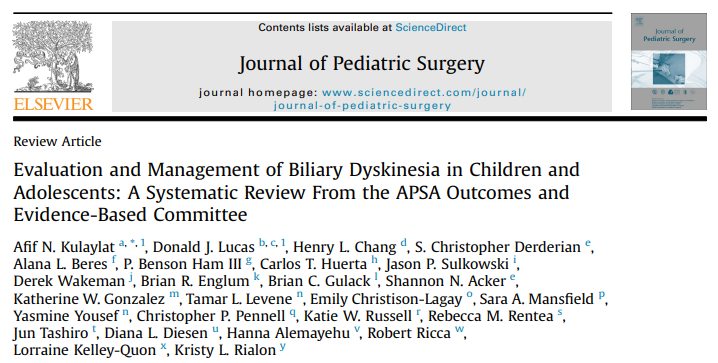 Contents lists available at ScienceDirect
Journal of Pediatric Surgery
journal homepage: www.sciencedirect.com/journal/
journal-of-pediatric-surgery
ELSEVIER
Journal of
Pediatric Surgery
Review Article
Evaluation and Management of Biliary Dyskinesia in Children and
Adolescents: A Systematic Review From the APSA Outcomes and
Evidence-Based Committee
Afif N. Kulaylat a, *, 1, Donald J. Lucas b, c, 1, Henry L. Chang d, S. Christopher Derderian e,
Alana L. Beres f, P. Benson Ham III g, Carlos T. Huerta h, Jason P. Sulkowski i,
Derek Wakeman j, Brian R. Englum k, Brian C. Gulack l, Shannon N. Acker e,
Katherine W. Gonzalez m, Tamar L. Levene n, Emily Christison-Lagay o, Sara A. Mansfield p,
Yasmine Yousef n, Christopher P. Pennell q, Katie W. Russell r, Rebecca M. Rentea s,
Jun Tashiro t, Diana L. Diesen u, Hanna Alemayehu v, Robert Ricca w,
Lorraine Kelley-Quon x, Kristy L. Rialon y